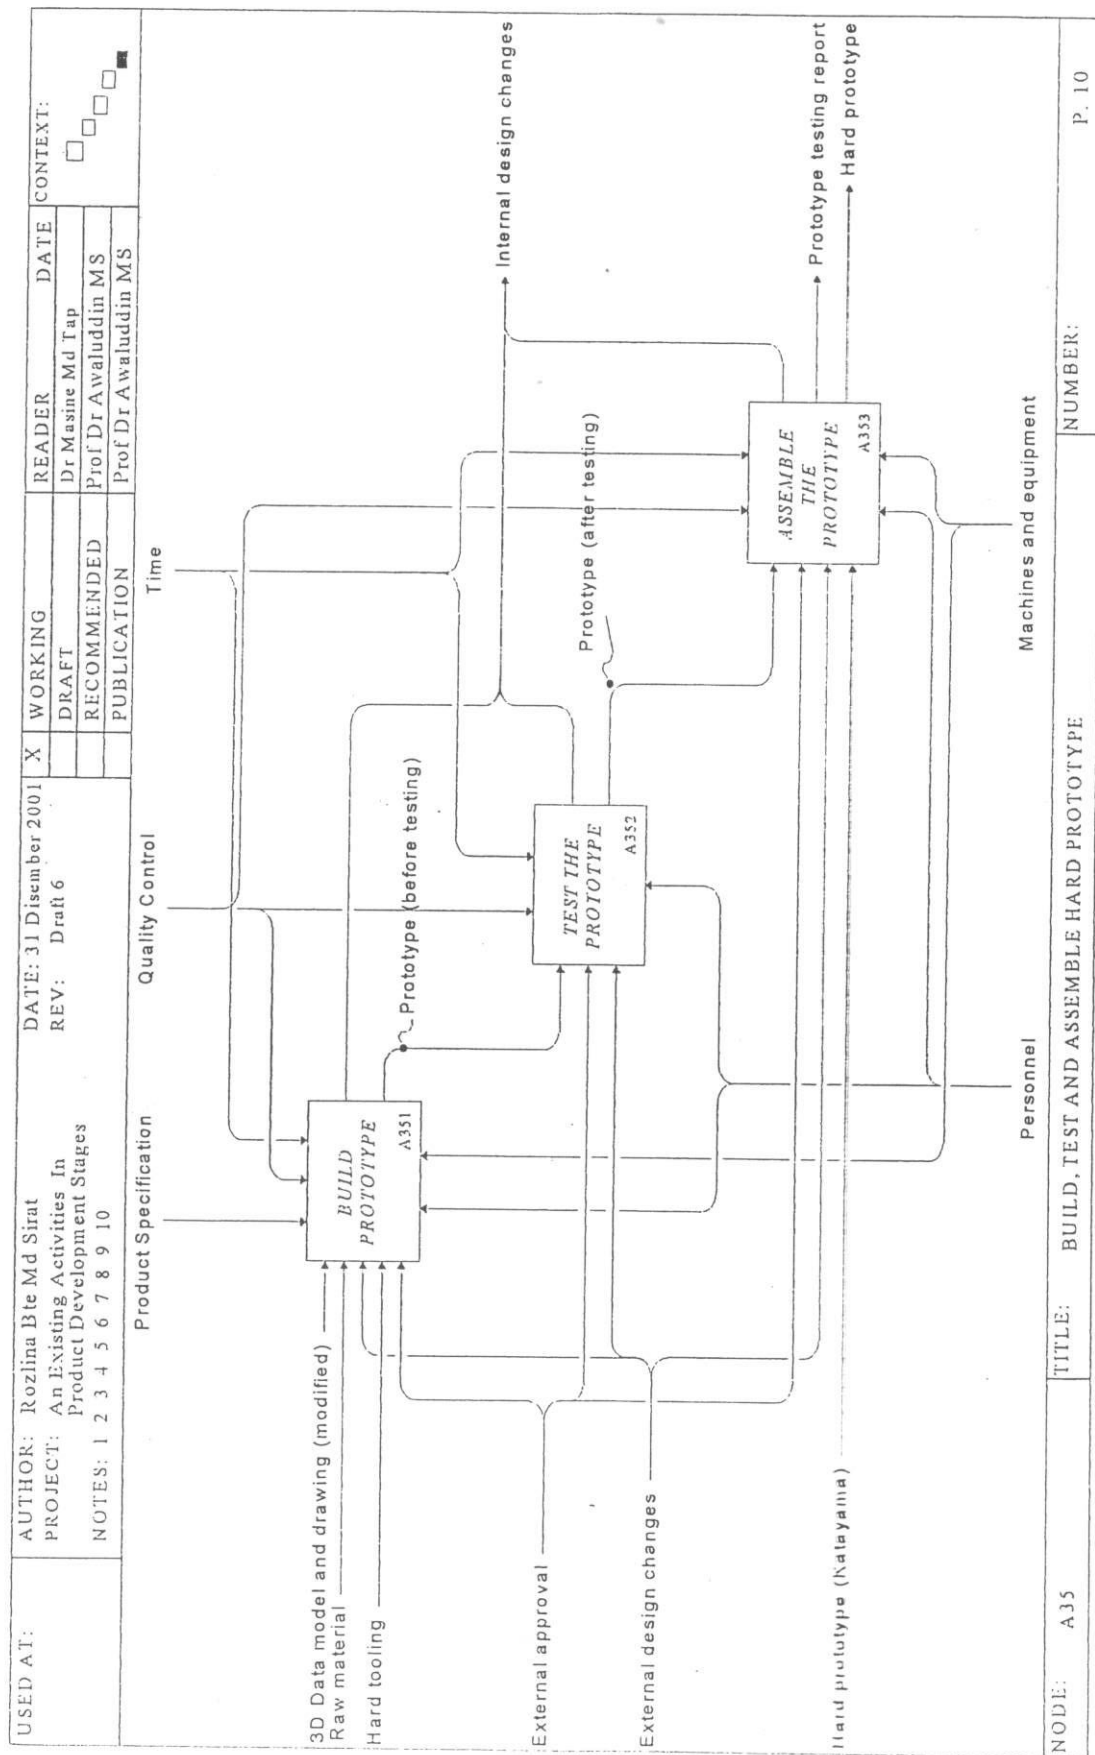 USED AT:
AUTHOR: Rozlina Bte Md Sirat
DATE: 31 Disember 2001
PROJECT: An Existing Activities In
Product Development Stages
REV: Draft 6
NOTES: 1 2 3 4 5 6 7 8 9 10
X WORKING
DRAFT
RECOMMENDED
PUBLICATION
READER DATE
Dr Masine Md Tap
Prof Dr Awaluddin MS
Prof Dr Awaluddin MS
CONTEXT:
Product Specification
Quality Control
Time
3D Data model and drawing (modified)
Raw material
Hard tooling
External approval
External design changes
Hard prototype (Katayama)
BUILD
PROTOTYPE
A351
Prototype (before testing)
TEST THE
PROTOTYPE
A352
Prototype (after testing)
ASSEMBLE
THE
PROTOTYPE
A353
Internal design changes
Prototype testing report
Hard prototype
Personnel
Machines and equipment
NODE: A35
TITLE: BUILD, TEST AND ASSEMBLE HARD PROTOTYPE
NUMBER:
P. 10